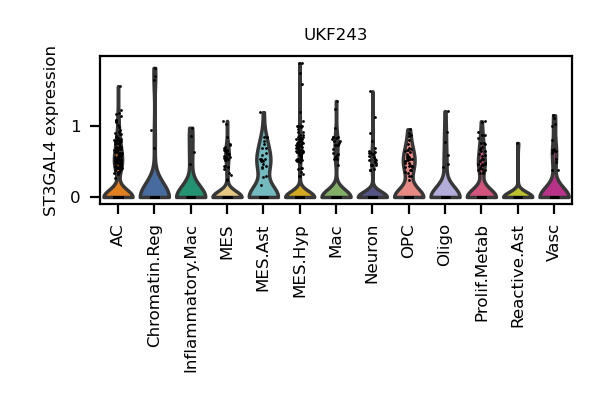 UKF243
ST3GAL4 expression
1
0
AC
Chromatin.Reg
Inflammatory.Mac
MES
MES.Ast
MES.Hyp
Mac
Neuron
OPC
Oligo
Prolif.Metab
Reactive.Ast
Vasc